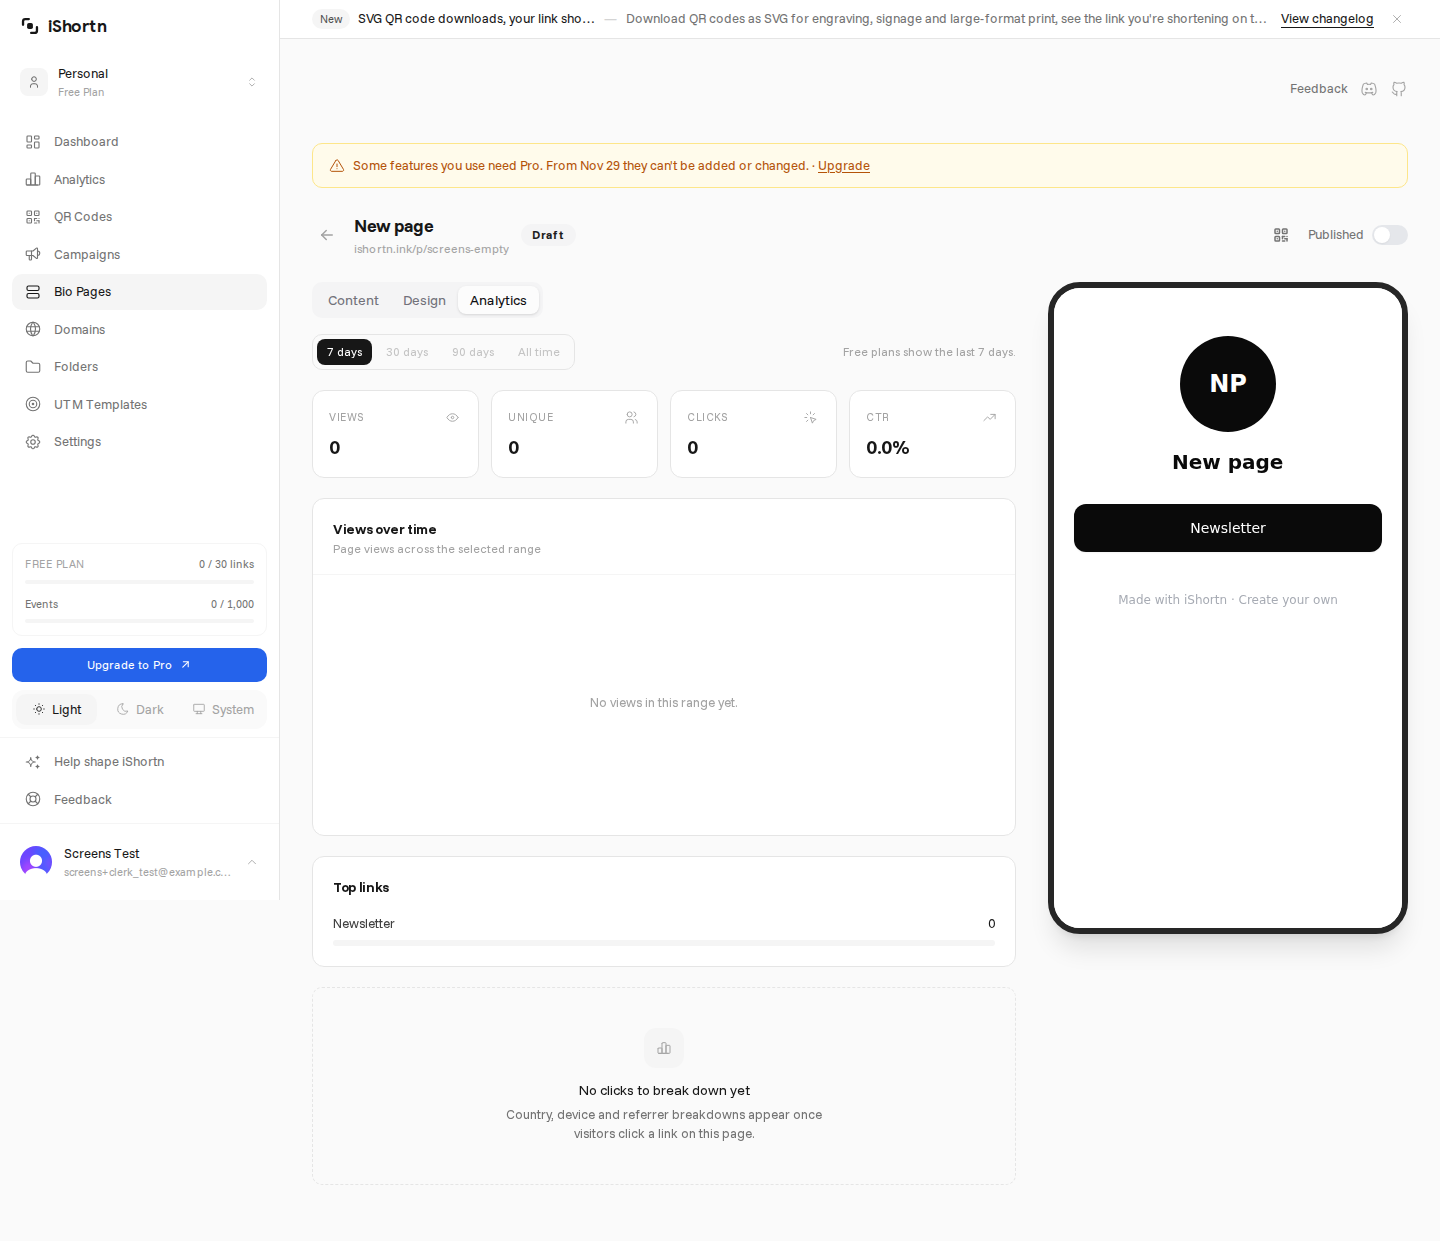 iShortn
Personal
Free Plan
Dashboard
Analytics
QR Codes
Campaigns
Bio Pages
Domains
Folders
UTM Templates
Settings
FREE PLAN 0 / 30 links
Events 0 / 1,000
Upgrade to Pro
Light Dark System
Help shape iShortn
Feedback
Screens Test
screens+clerk_test@example.c...
New SVG QR code downloads, your link sho... — Download QR codes as SVG for engraving, signage and large-format print, see the link you're shortening on t... View changelog
Feedback
Some features you use need Pro. From Nov 29 they can't be added or changed. · Upgrade
New page
ishortn.ink/p/screens-empty
Draft
Published
Content Design Analytics
7 days 30 days 90 days All time
Free plans show the last 7 days.
VIEWS UNIQUE CLICKS CTR
0 0 0 0.0%
Views over time
Page views across the selected range
No views in this range yet.
Top links
Newsletter 0
No clicks to break down yet
Country, device and referrer breakdowns appear once
visitors click a link on this page.
NP
New page
Newsletter
Made with iShortn · Create your own